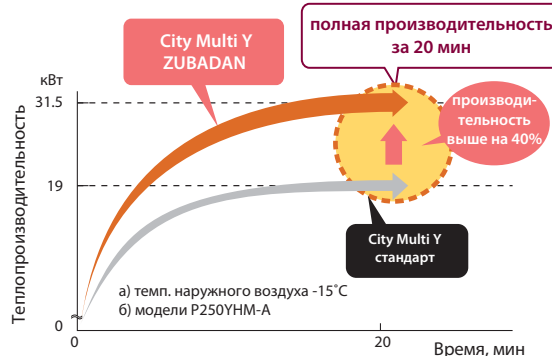 полная производительность
за 20 мин
City Multi Y
ZUBADAN
кВт
31.5
производи-
тельность
выше на 40%
Теплопроизводительность
19
City Multi Y
стандарт
а) темп. наружного воздуха -15˚С
б) модели P250YHM-A
0
0
20
Время, мин